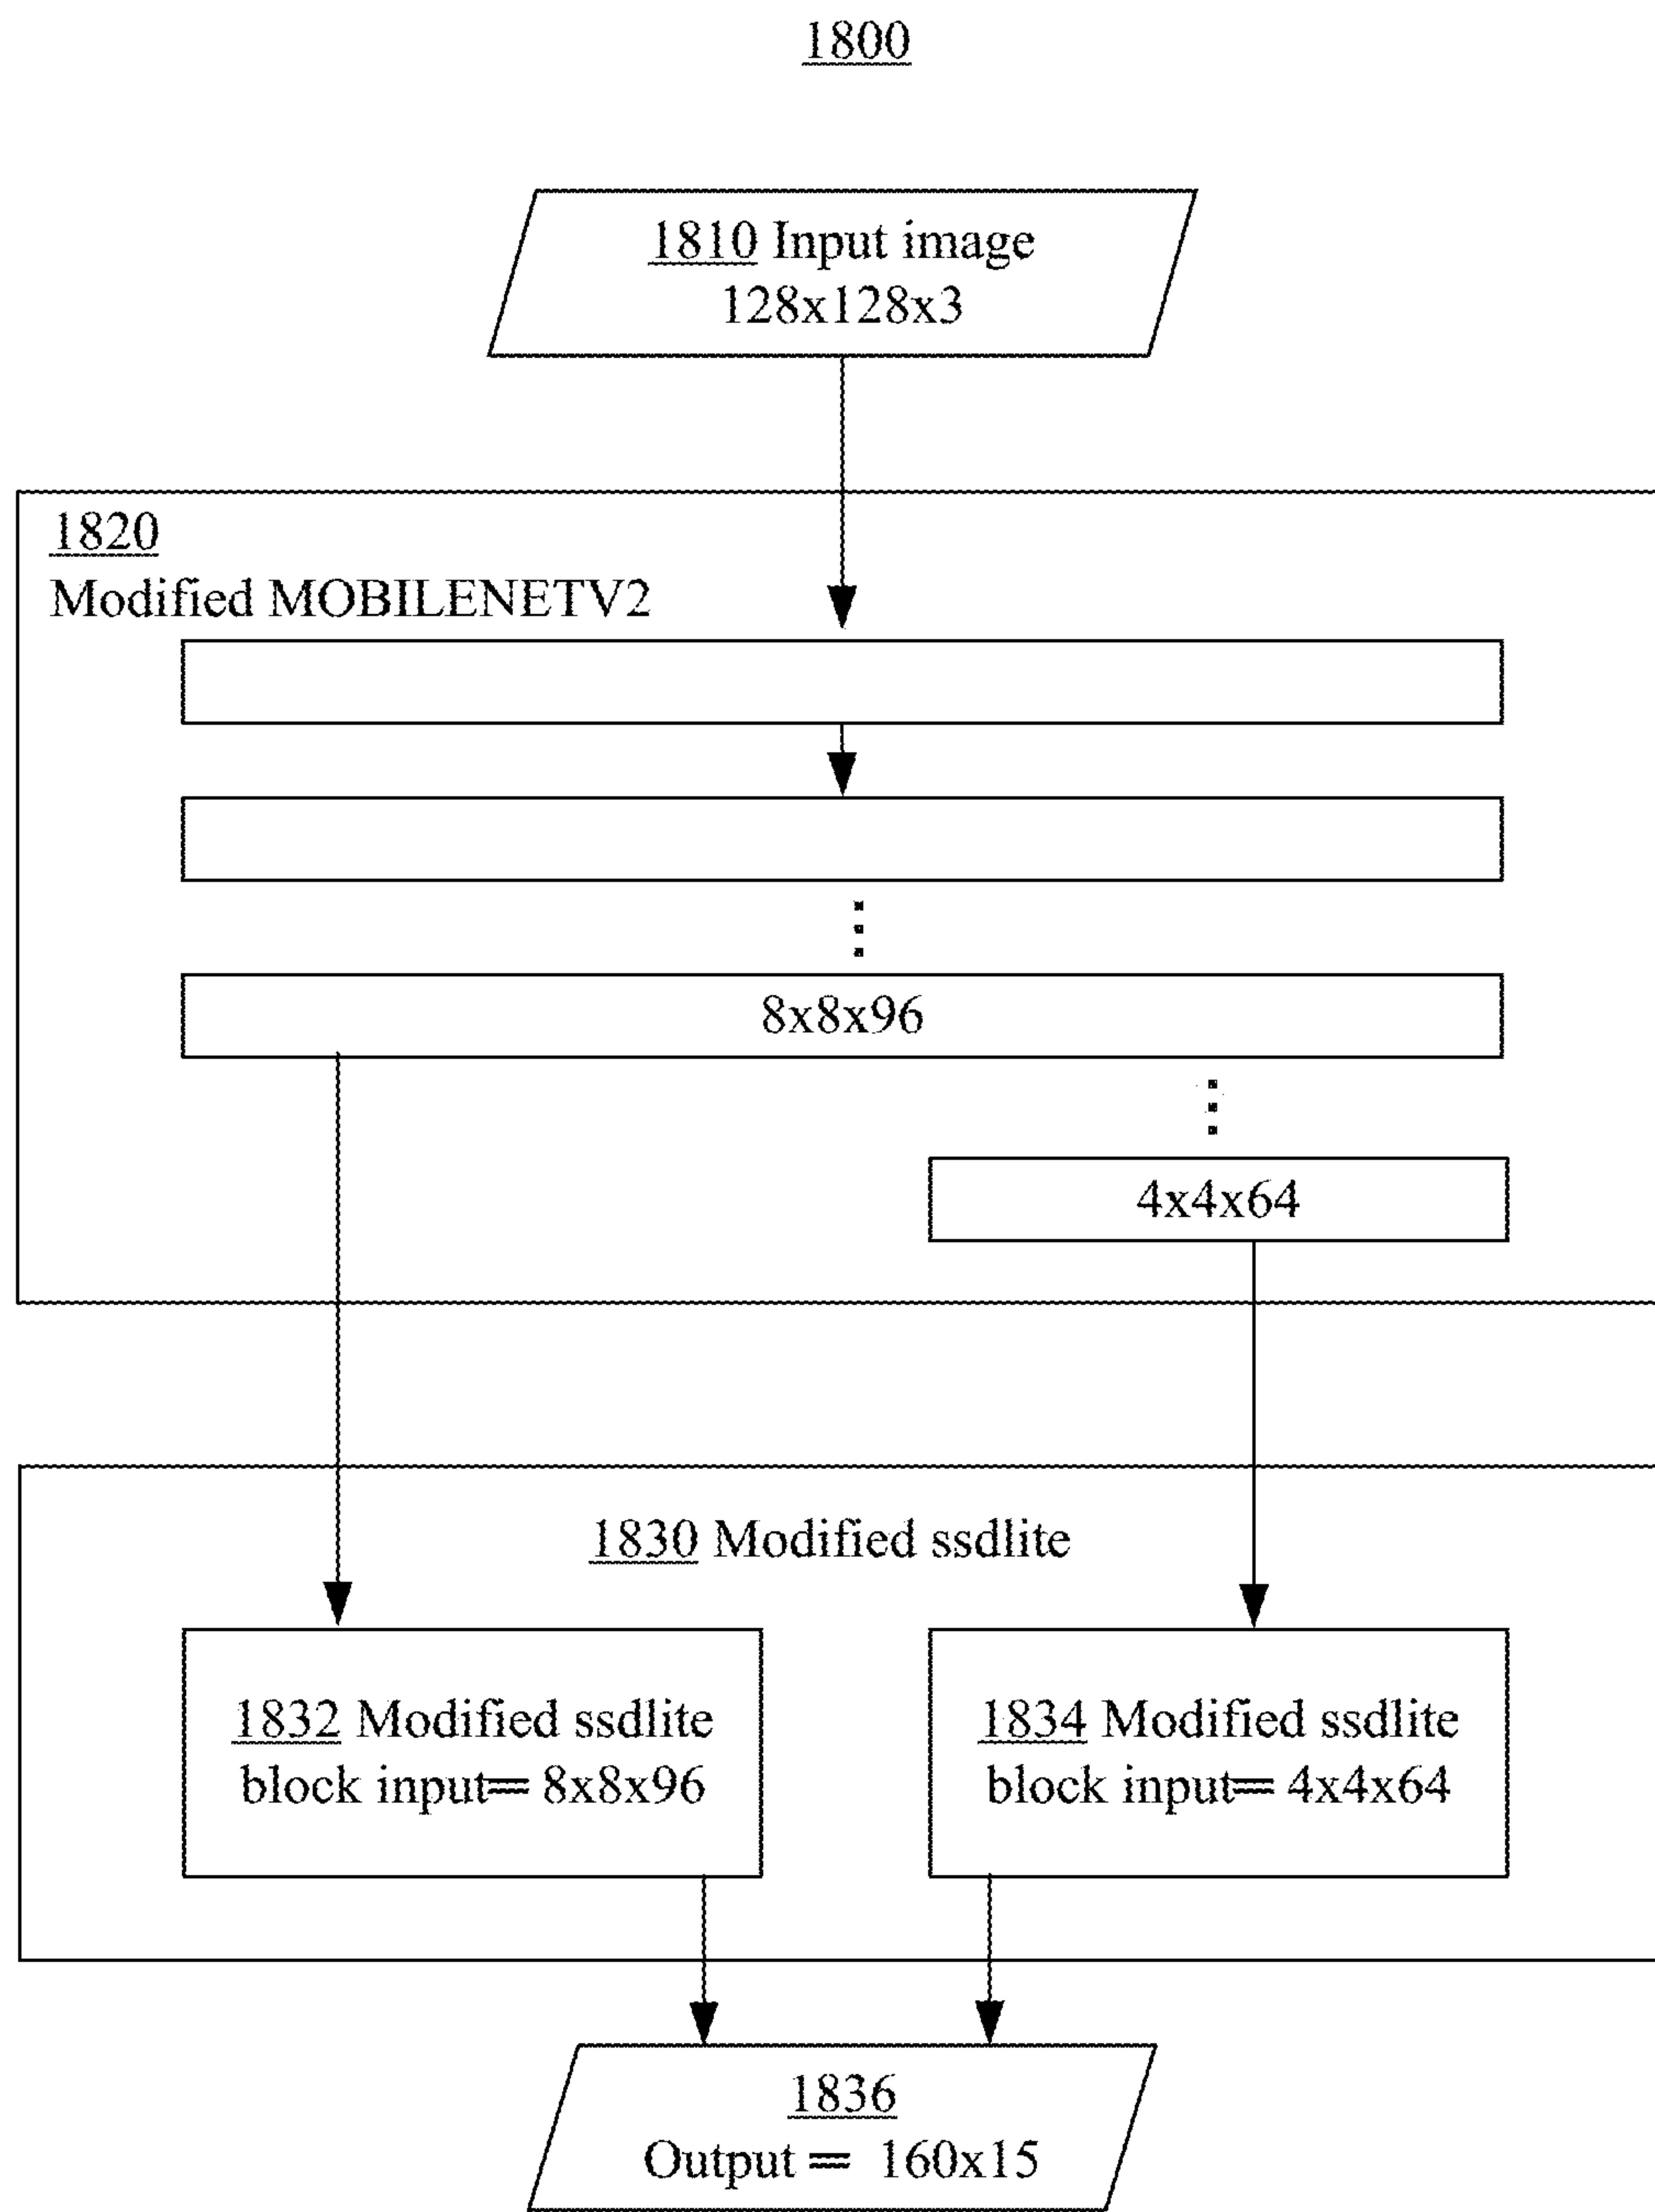 1800
1810 Input image
128x128x3
1820
Modified MOBILENETV2
8x8x96
4x4x64
1830 Modified ssdlite
1832 Modified ssdlite
block input= 8x8x96
1834 Modified ssdlite
block input= 4x4x64
1836
Output = 160x15